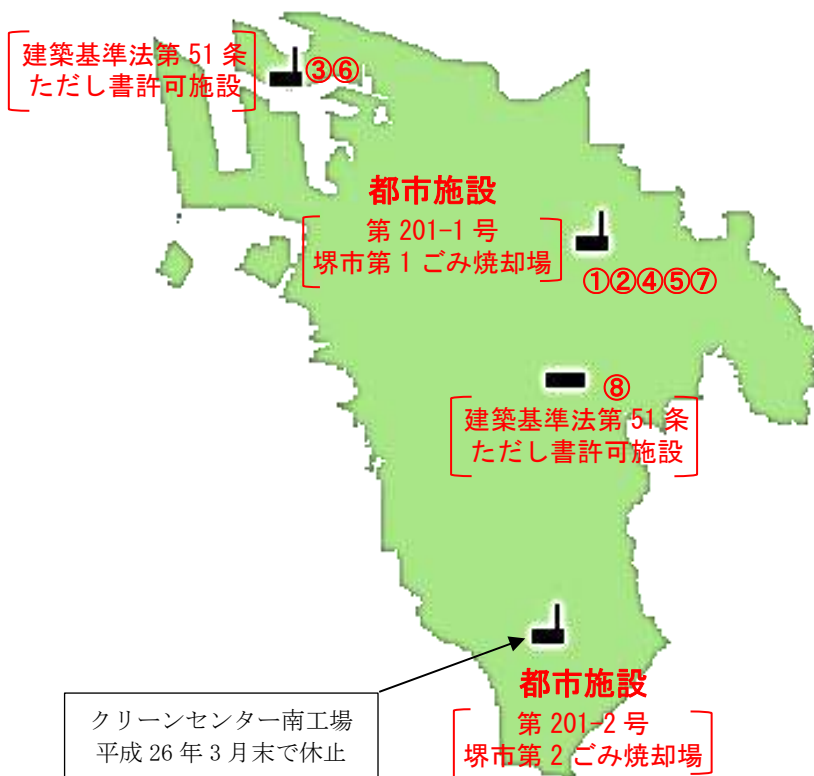 建築基準法第 51 条
ただし書許可施設
③⑥
都市施設
第 201-1 号
堺市第 1 ごみ焼却場
①②④⑤⑦
⑧
建築基準法第 51 条
ただし書許可施設
クリーンセンター南工場
平成 26 年 3 月末で休止
都市施設
第 201-2 号
堺市第 2 ごみ焼却場